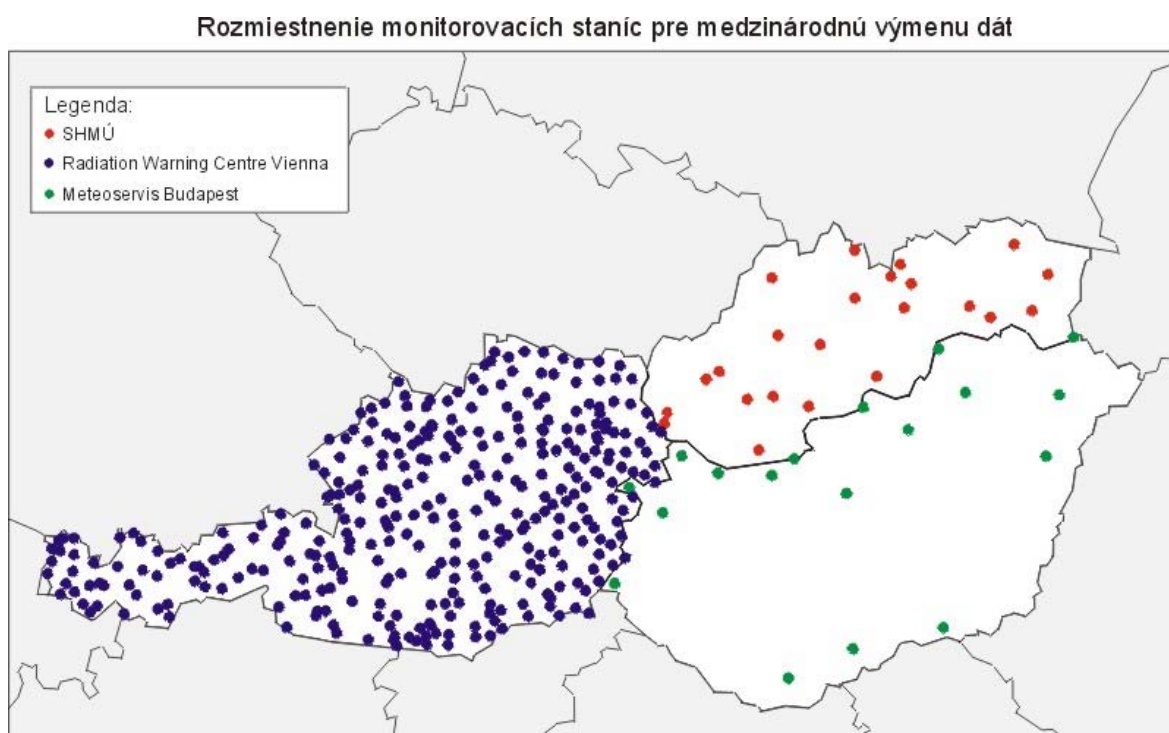 Rozmiestnenie monitorovacích staníc pre medzinárodnú výmenu dát
Legenda:
SHMÚ
Radiation Warning Centre Vienna
Meteoservis Budapest